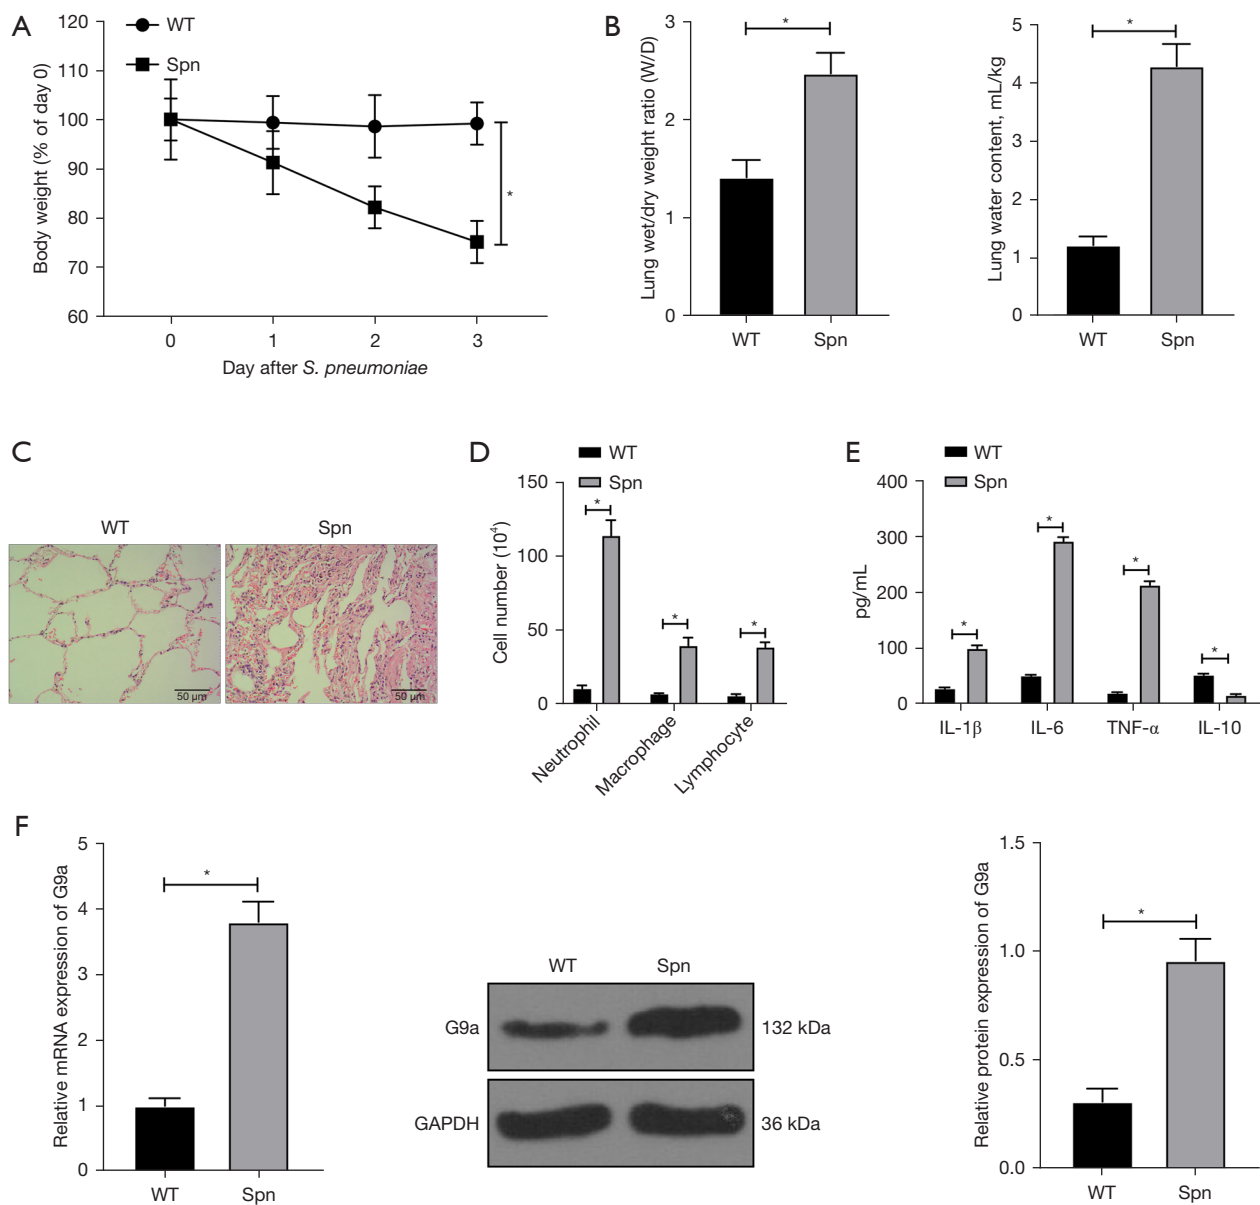 A
WT
Spn
Body weight (% of day 0)
120
110
100
90
80
70
60
*
0 1 2 3
Day after S. pneumoniae
B
Lung wet/dry weight ratio (W/D)
3
2
1
0
*
WT Spn
Lung water content, mL/kg
5
4
3
2
1
0
*
WT Spn
C
WT Spn
50 μm
50 μm
D
WT
Spn
Cell number (10⁴)
150
100
50
0
*
*
*
Neutrophil
Macrophage
Lymphocyte
E
WT
Spn
pg/mL
400
300
200
100
0
*
*
*
*
IL-1β IL-6 TNF-α IL-10
F
Relative mRNA expression of G9a
5
4
3
2
1
0
*
WT Spn
WT Spn
G9a 132 kDa
GAPDH 36 kDa
Relative protein expression of G9a
1.5
1.0
0.5
0.0
*
WT Spn